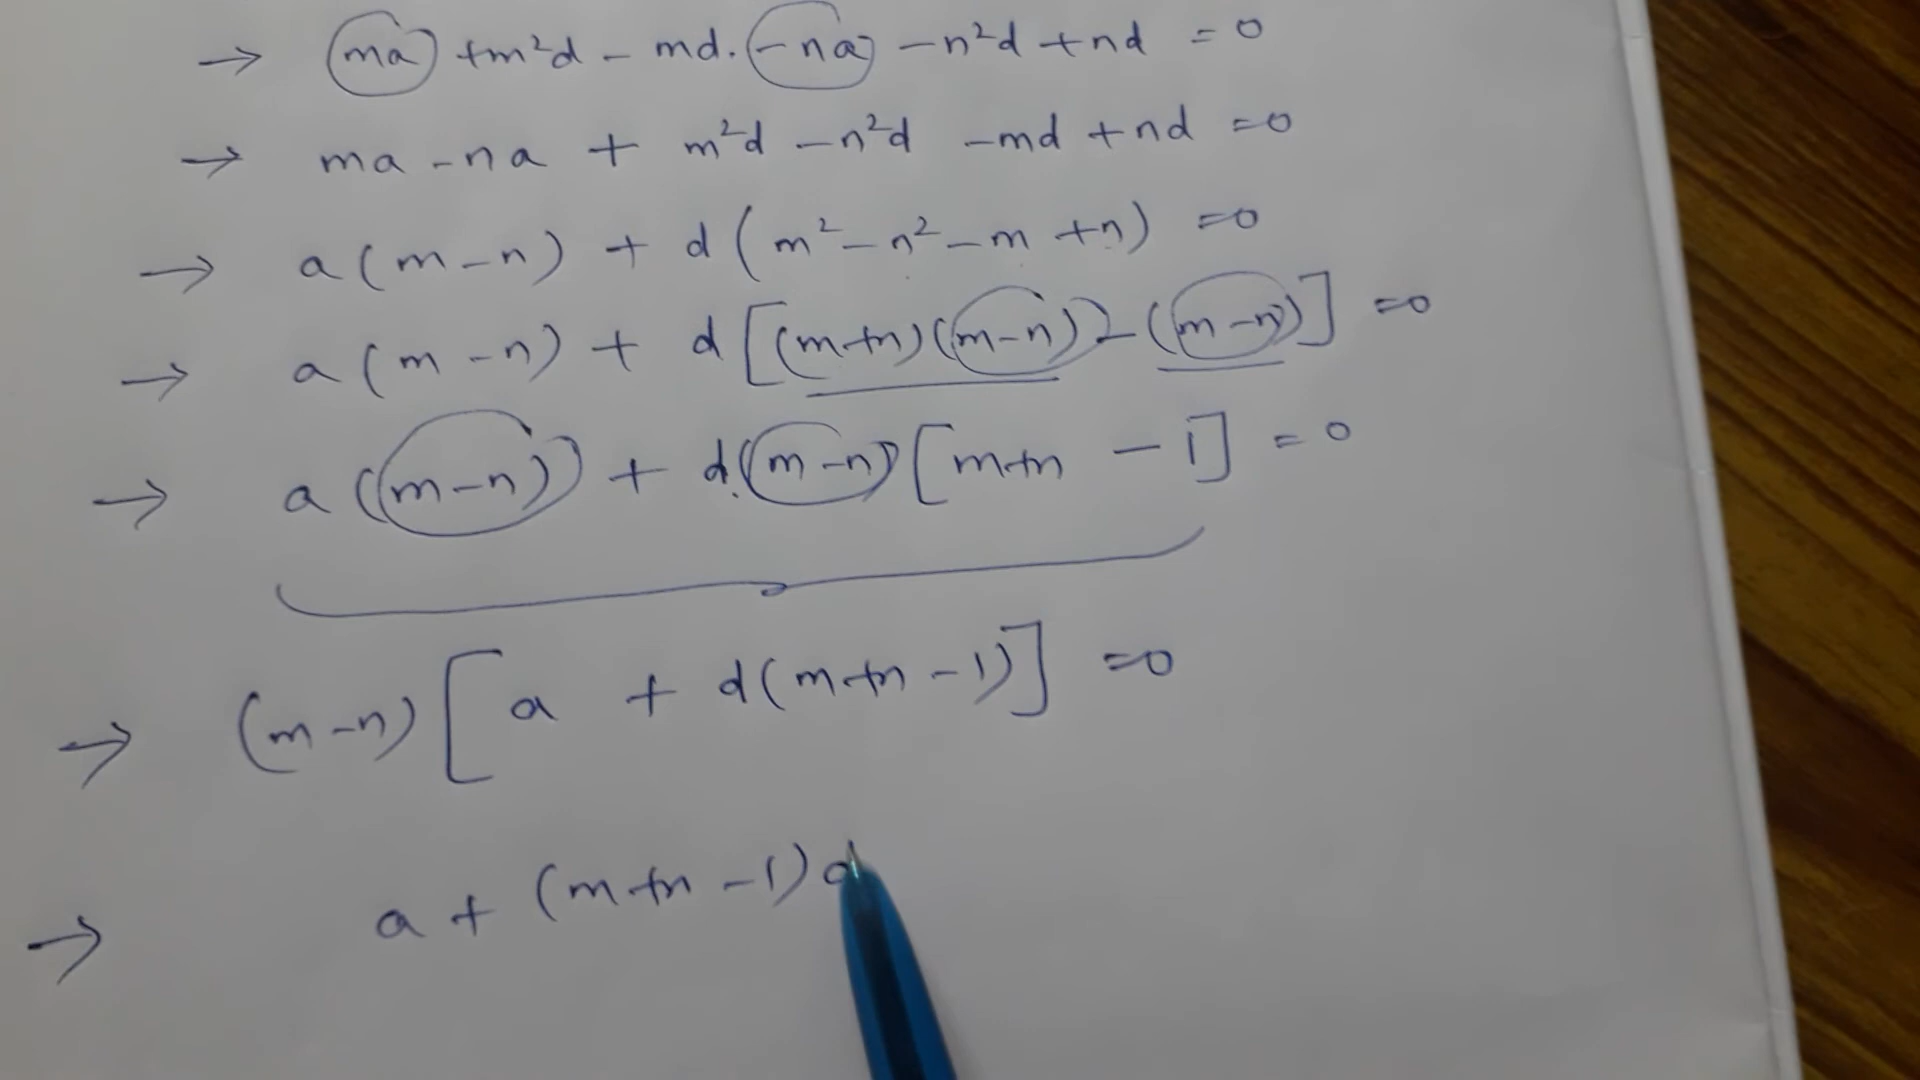 → ma + m²d - md. - na - n²d + nd = 0
→ ma - na + m²d - n²d - md + nd = 0
→ a(m-n) + d(m² - n² - m + n) = 0
→ a(m-n) + d[(m+n)(m-n) - (m-n)] = 0
→ a(m-n) + d(m-n)[m+n - 1] = 0
→ (m-n)[a + d(m+n-1)] = 0
→ a + (m+n-1)d